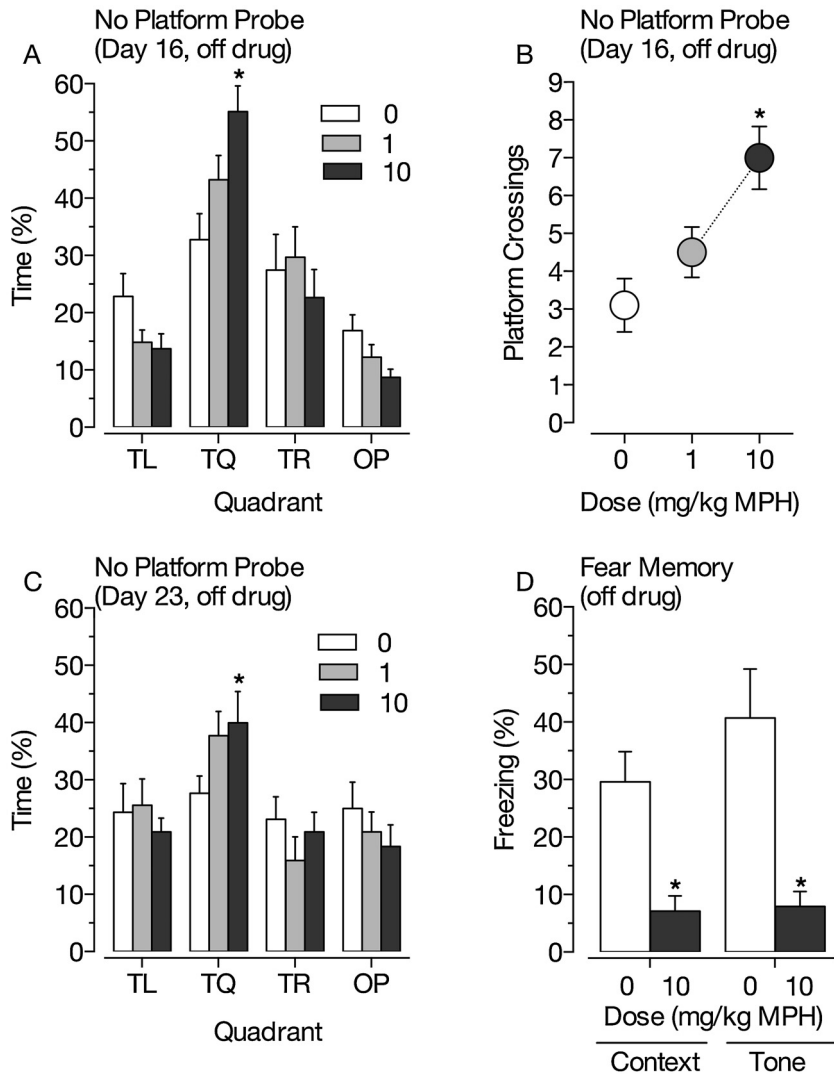 A
No Platform Probe
(Day 16, off drug)
*
0
1
10
60
50
40
30
20
10
0
Time (%)
TL TQ TR OP
Quadrant
B
No Platform Probe
(Day 16, off drug)
*
9
8
7
6
5
4
3
2
1
0
Platform Crossings
0 1 10
Dose (mg/kg MPH)
C
No Platform Probe
(Day 23, off drug)
*
0
1
10
60
50
40
30
20
10
0
Time (%)
TL TQ TR OP
Quadrant
D
Fear Memory
(off drug)
60
50
40
30
20
10
0
Freezing (%)
* *
0 10 0 10
Dose (mg/kg MPH)
Context Tone